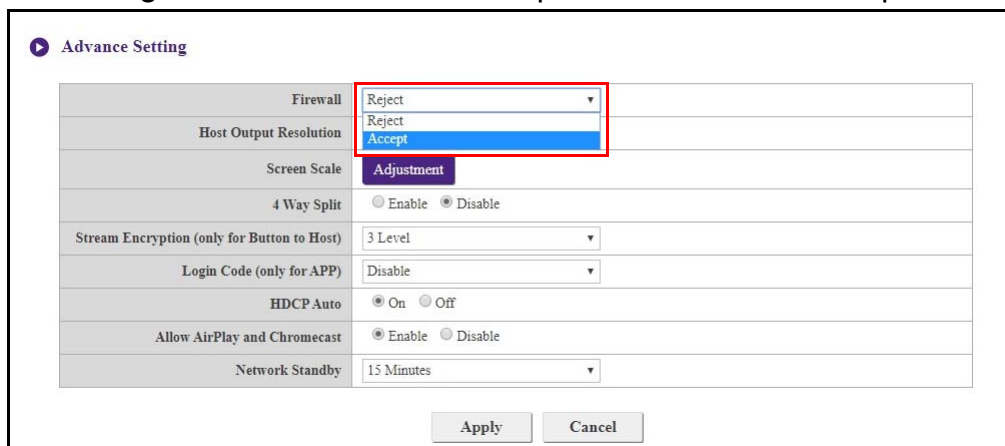 Advance Setting
Firewall Reject
Reject
Host Output Resolution Accept
Screen Scale Adjustment
4 Way Split Enable Disable
Stream Encryption (only for Button to Host) 3 Level
Login Code (only for APP) Disable
HDCP Auto On Off
Allow AirPlay and Chromecast Enable Disable
Network Standby 15 Minutes
Apply Cancel